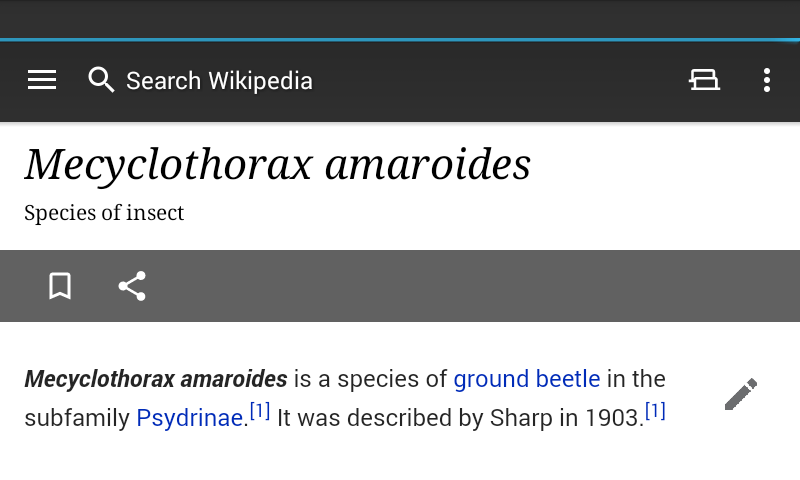 Search Wikipedia
Mecyclothorax amaroides
Species of insect
Mecyclothorax amaroides is a species of ground beetle in the
subfamily Psydrinae.[1] It was described by Sharp in 1903.[1]